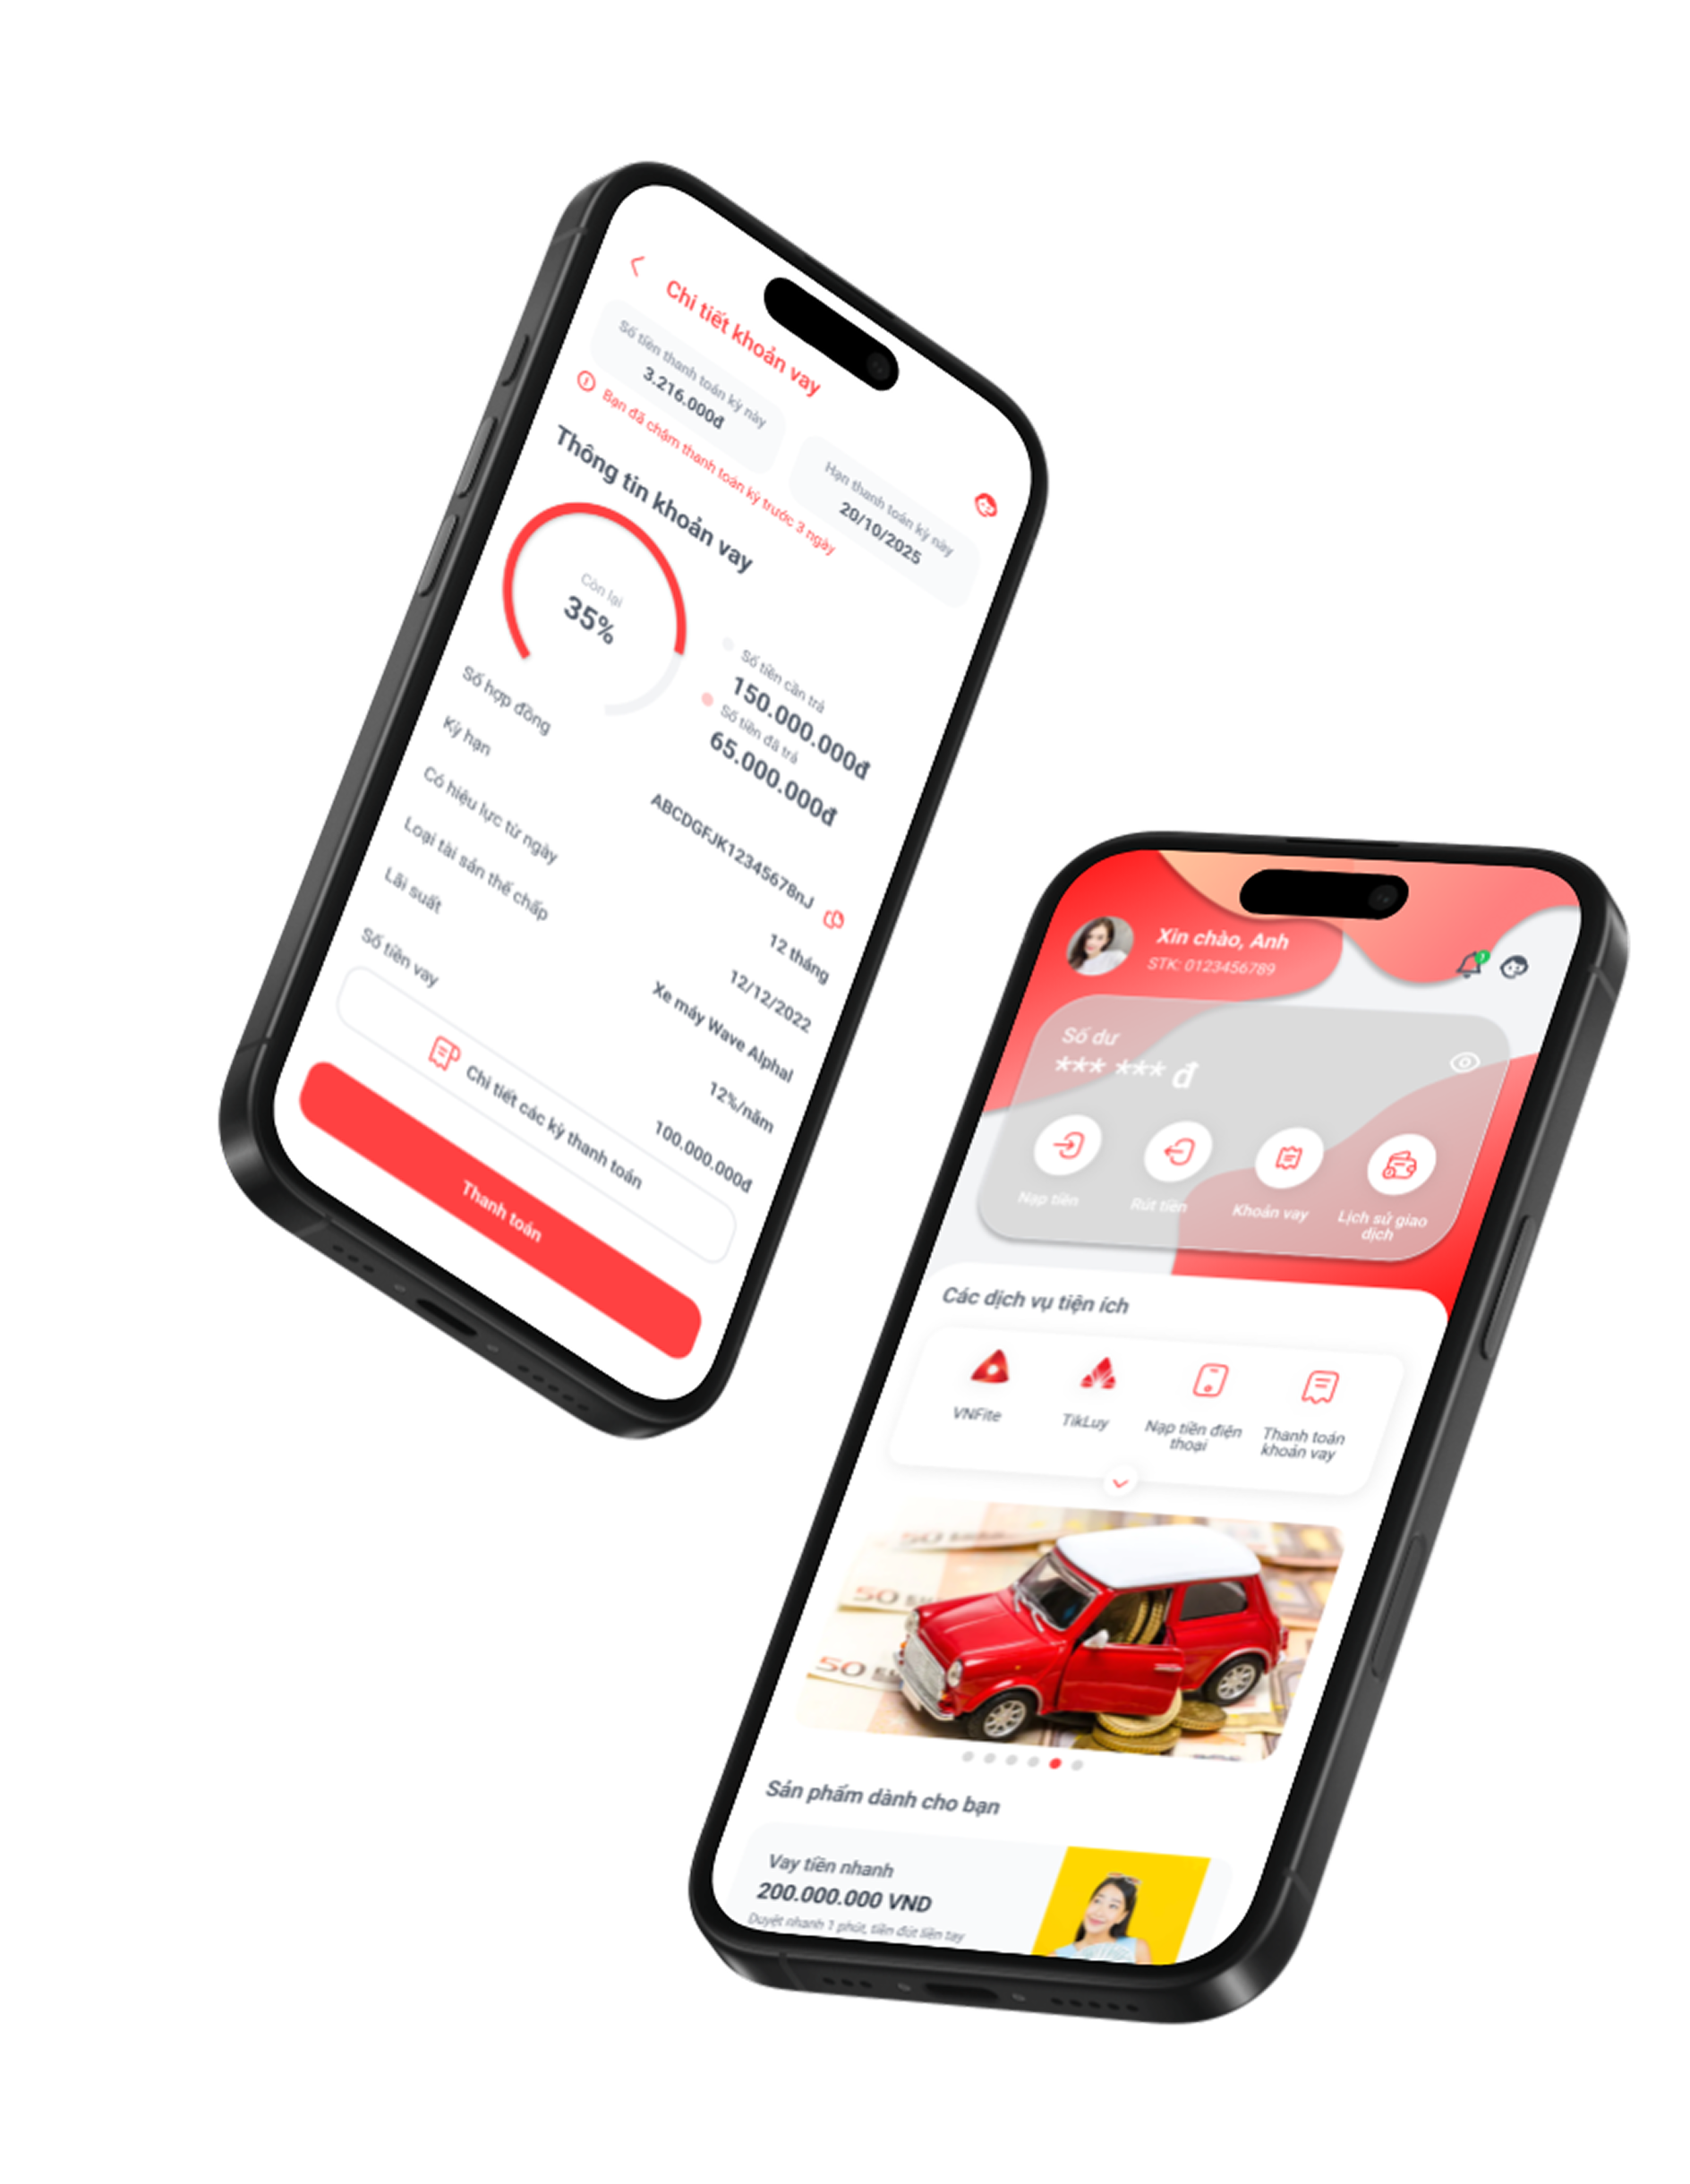 Chi tiết khoản vay
Số tiền thanh toán kỳ này
3.216.000đ
Hạn thanh toán kỳ này
20/10/2025
Bạn đã chậm thanh toán kỳ trước 3 ngày
Thông tin khoản vay
Còn lại
35%
Số tiền cần trả
150.000.000đ
Số tiền đã trả
65.000.000đ
Số hợp đồng
ABCDGFJK12345678nJ
Kỳ hạn
12 tháng
Có hiệu lực từ ngày
12/12/2022
Loại tài sản thế chấp
Xe máy Wave Alphal
Lãi suất
12%/năm
Số tiền vay
100.000.000đ
Chi tiết các kỳ thanh toán
Thanh toán
Xin chào, Anh
STK: 0123456789
Số dư
*** *** đ
Nạp tiền
Rút tiền
Khoản vay
Lịch sử giao
dịch
Các dịch vụ tiện ích
VNFite
TikLuy
Nạp tiền điện
thoại
Thanh toán
khoản vay
50
50
50
Sản phẩm dành cho bạn
Vay tiền nhanh
200.000.000 VND
Duyệt nhanh 1 phút, tiền đút liền tay